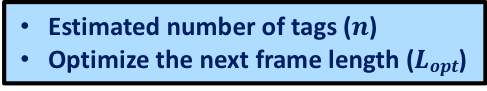 • Estimated number of tags (n)
• Optimize the next frame length (L_opt)